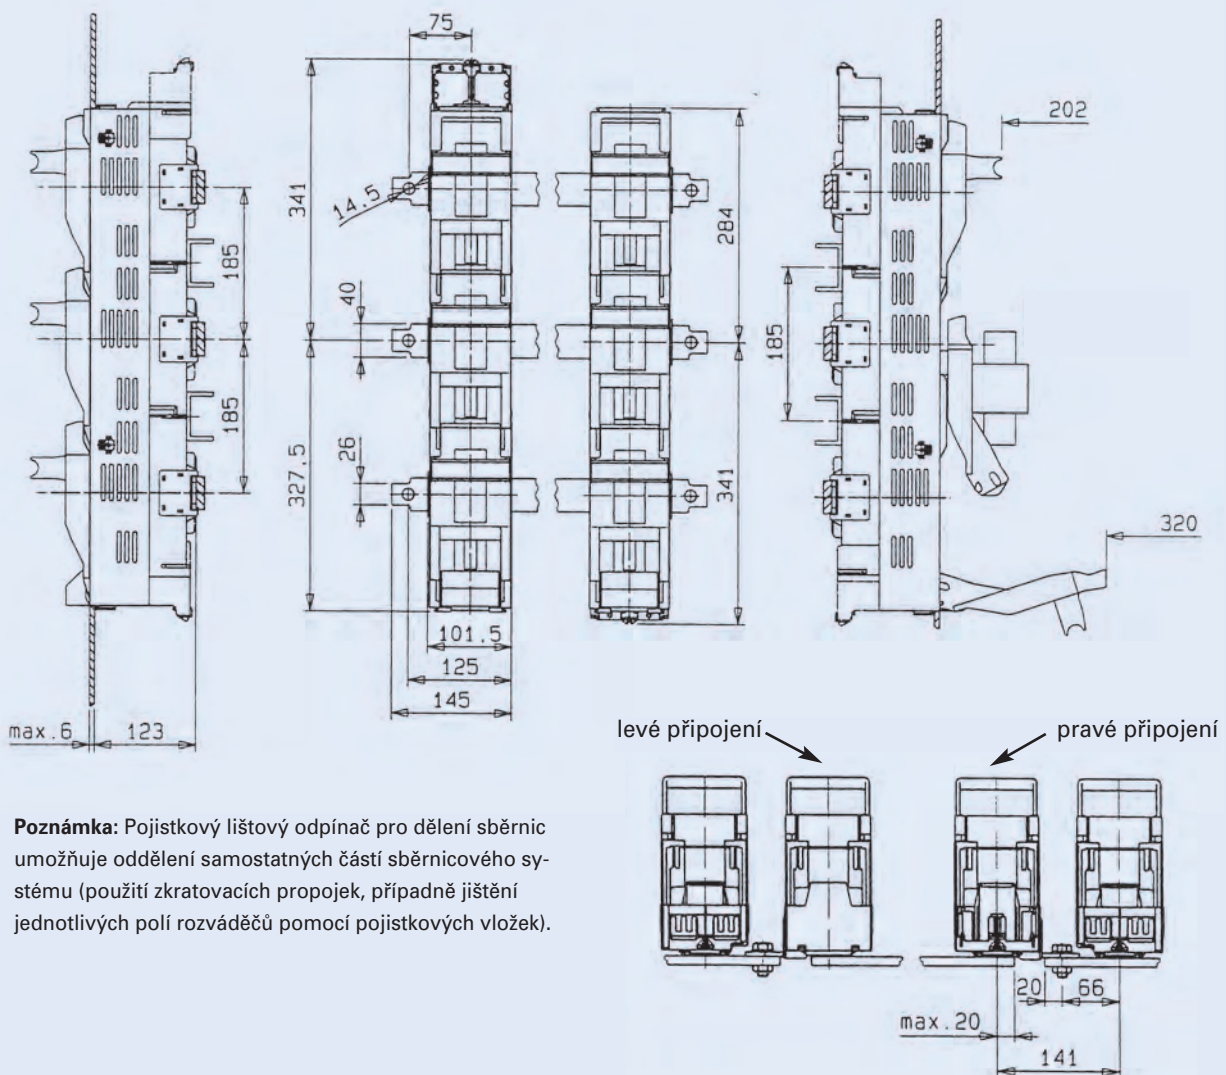 75
202
341
14.5
185
284
40
185
185
26
327.5
341
320
101.5
125
145
max.6
123
levé připojení
pravé připojení
Poznámka: Pojistkový lištový odpínač pro dělení sběrnic
umožňuje oddělení samostatných částí sběrnicového sy-
stému (použití zkratovacích propojek, případně jištění
jednotlivých polí rozváděčů pomocí pojistkových vložek).
20
66
max.20
141